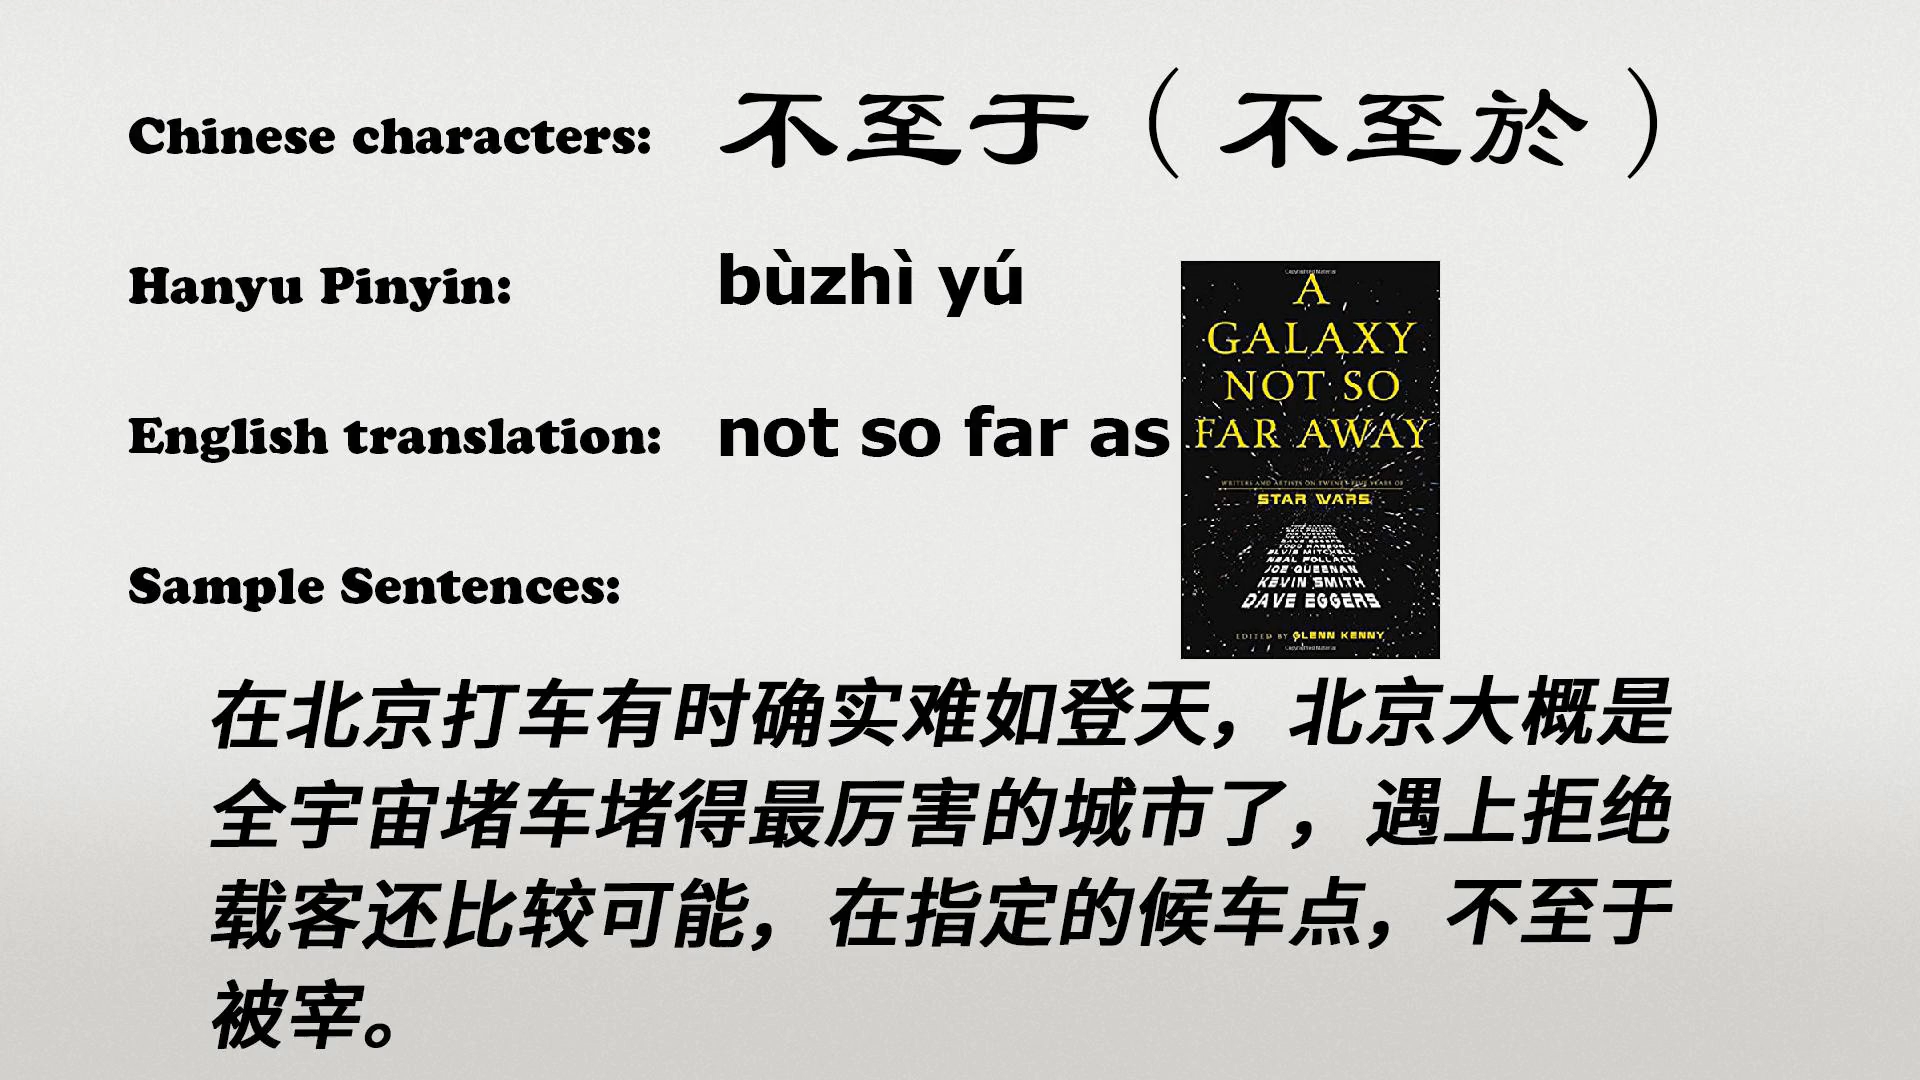 Chinese characters: 不至于（不至於）
Hanyu Pinyin: bùzhì yú
English translation: not so far as
Copyrighted Material
A
GALAXY
NOT SO
FAR AWAY
WRITERS AND ARTISTS ON TWENTY-FIVE YEARS OF
STAR WARS
ELVIS MITCHELL
NEAL POLLACK
JOE QUEENAN
KEVIN SMITH
DAVE EGGERS
EDITED BY GLENN KENNY
Copyrighted Material
Sample Sentences:
在北京打车有时确实难如登天，北京大概是
全宇宙堵车堵得最厉害的城市了，遇上拒绝
载客还比较可能，在指定的候车点，不至于
被宰。